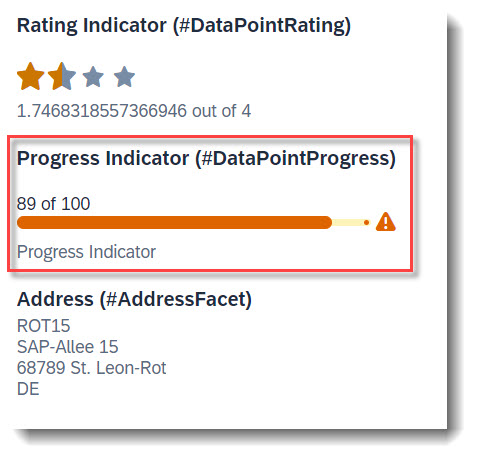 Rating Indicator (#DataPointRating)
1.7468318557366946 out of 4
Progress Indicator (#DataPointProgress)
89 of 100
Progress Indicator
Address (#AddressFacet)
ROT15
SAP-Allee 15
68789 St. Leon-Rot
DE